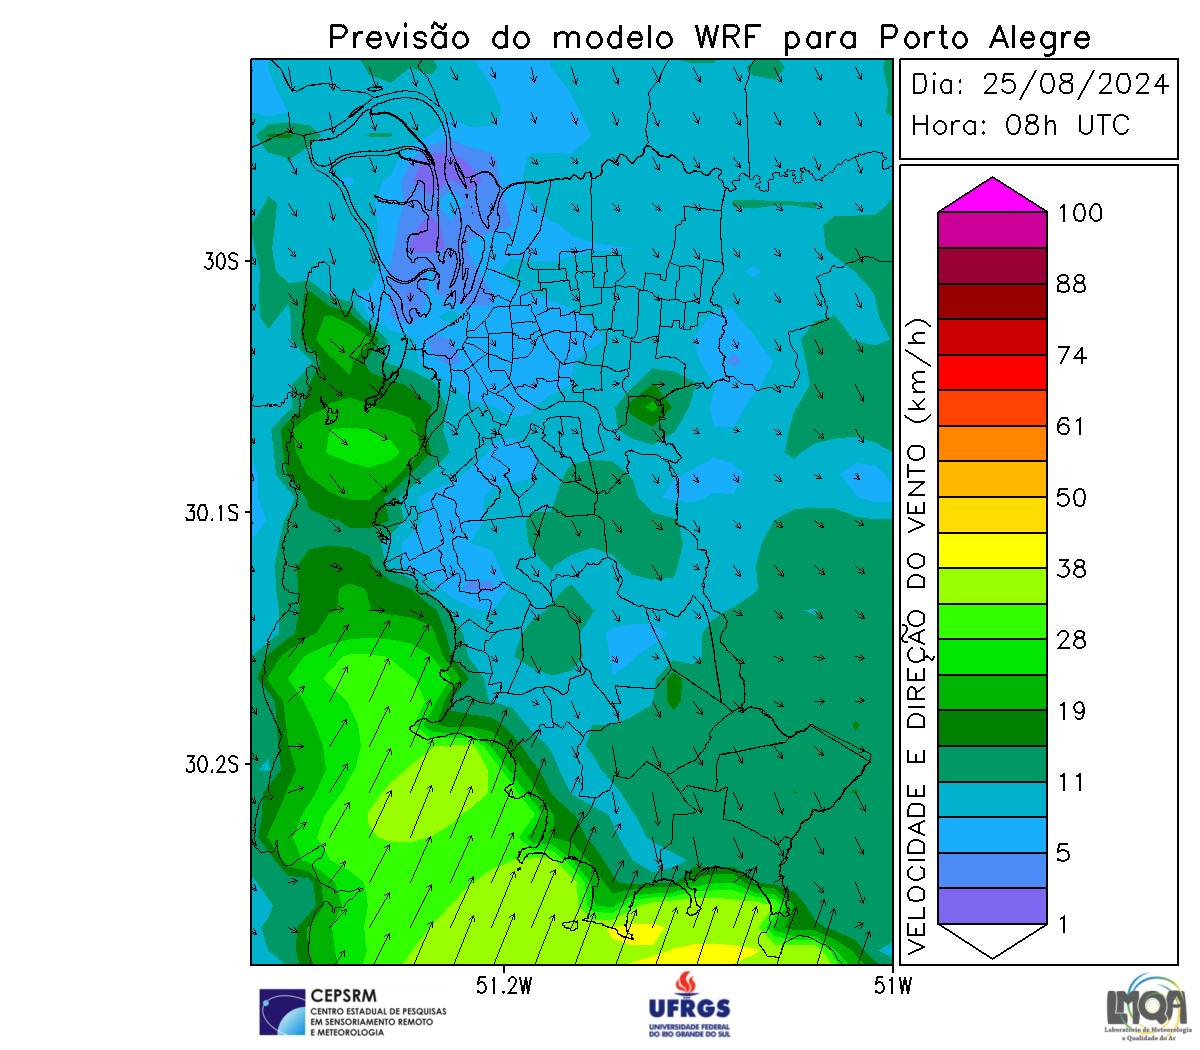 Previsão do modelo WRF para Porto Alegre
Dia: 25/08/2024
Hora: 08h UTC
30S
30.1S
30.2S
51.2W
51W
VELOCIDADE E DIREÇÃO DO VENTO (km/h)
100
88
74
61
50
38
28
19
11
5
1
CEPSRM
CENTRO ESTADUAL DE PESQUISAS
EM SENSORIAMENTO REMOTO
E METEOROLOGIA
UFRGS
UNIVERSIDADE FEDERAL
DO RIO GRANDE DO SUL
LMQA
Laboratório de Meteorologia
e Qualidade do Ar